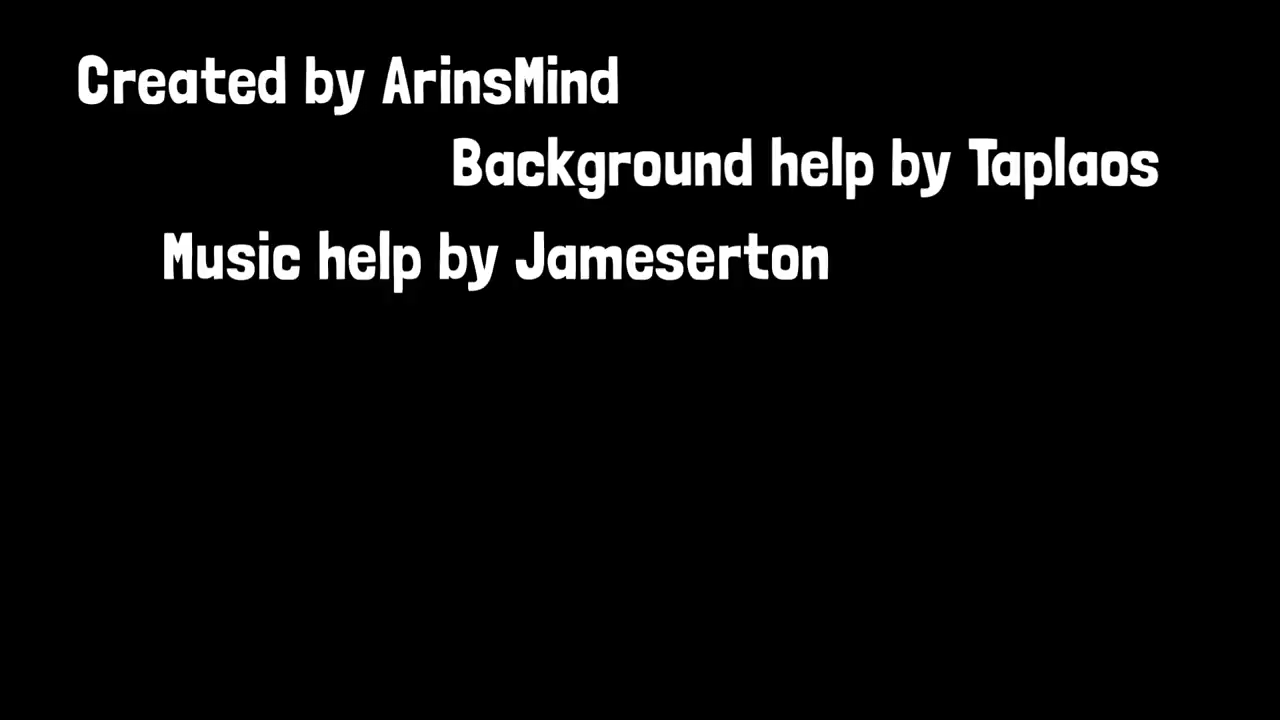 Created by ArinsMind
Background help by Taplaos
Music help by Jameserton